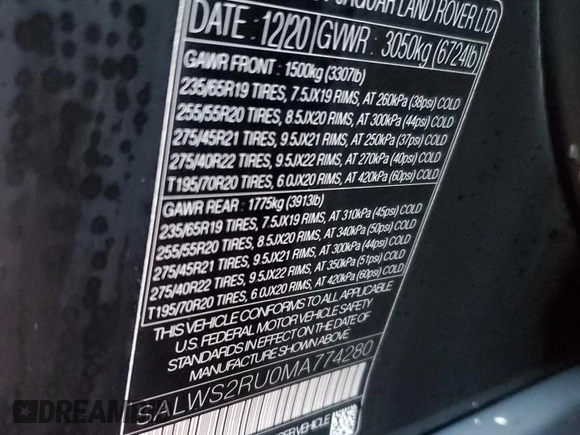 JAGUAR LAND ROVER LTD
DATE: 12/20 GVWR : 3050kg (6724lb)
GAWR FRONT : 1500kg (3307lb)
235/65R19 TIRES, 7.5JX19 RIMS, AT 260kPa (38psi) COLD
255/55R20 TIRES, 8.5JX20 RIMS, AT 300kPa (44psi) COLD
275/45R21 TIRES, 9.5JX21 RIMS, AT 250kPa (37psi) COLD
275/40R22 TIRES, 9.5JX22 RIMS, AT 270kPa (40psi) COLD
T195/70R20 TIRES, 6.0JX20 RIMS, AT 420kPa (60psi) COLD
GAWR REAR : 1775kg (3913lb)
235/65R19 TIRES, 7.5JX19 RIMS, AT 310kPa (45psi) COLD
255/55R20 TIRES, 8.5JX20 RIMS, AT 340kPa (50psi) COLD
275/45R21 TIRES, 9.5JX21 RIMS, AT 300kPa (44psi) COLD
275/40R22 TIRES, 9.5JX22 RIMS, AT 350kPa (51psi) COLD
T195/70R20 TIRES, 6.0JX20 RIMS, AT 420kPa (60psi) COLD
THIS VEHICLE CONFORMS TO ALL APPLICABLE
U.S. FEDERAL MOTOR VEHICLE SAFETY
STANDARDS IN EFFECT ON THE DATE OF
MANUFACTURE SHOWN ABOVE.
SALWS2RU0MA774280